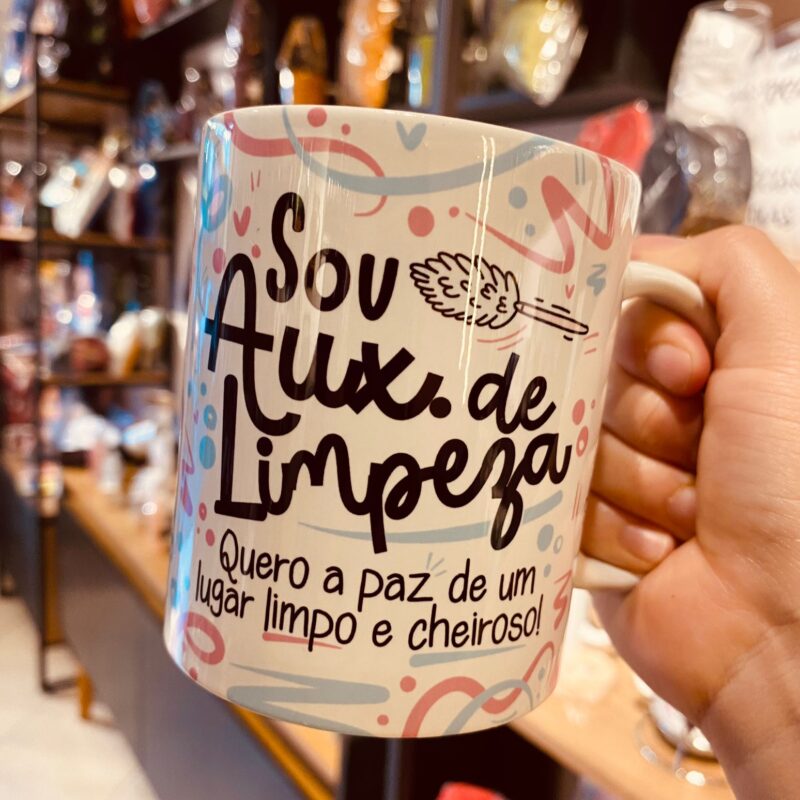 Sou
Aux. de
Limpeza
Quero a paz de um
lugar limpo e cheiroso!